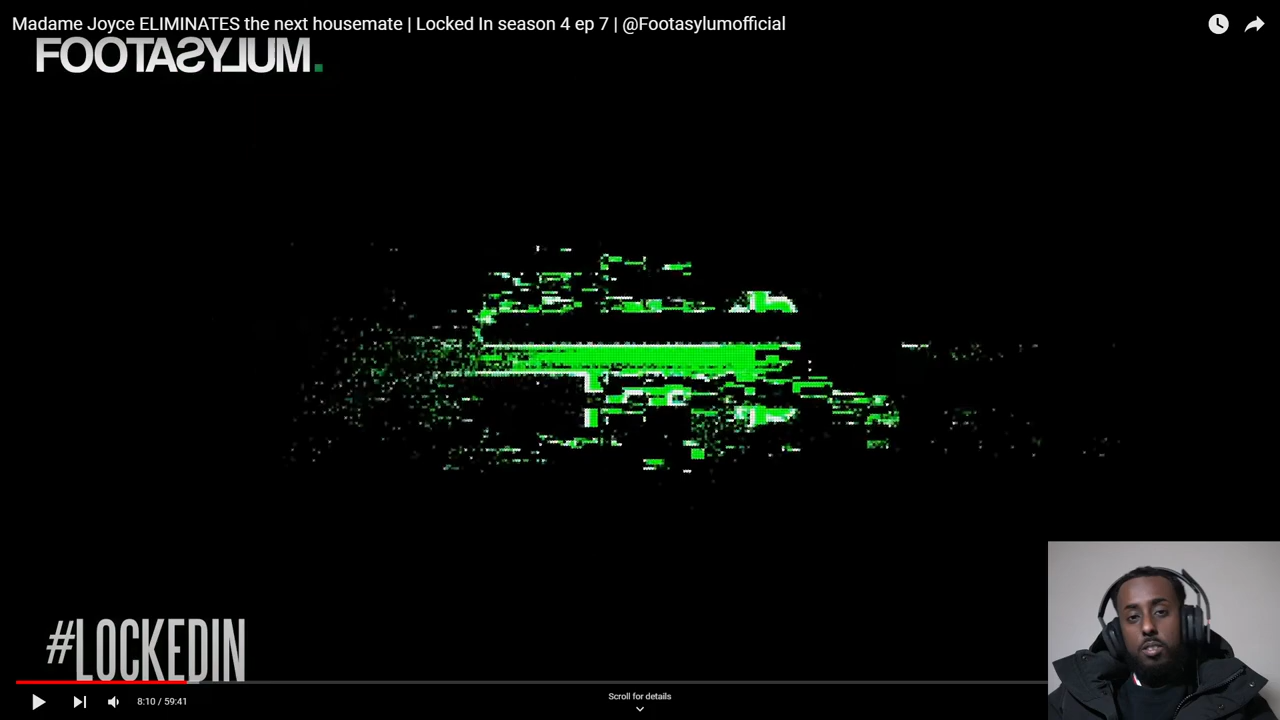 Madame Joyce ELIMINATES the next housemate | Locked In season 4 ep 7 | @Footasylumofficial
FOOTASYLUM.
#LOCKEDIN
8:10 / 59:41
Scroll for details